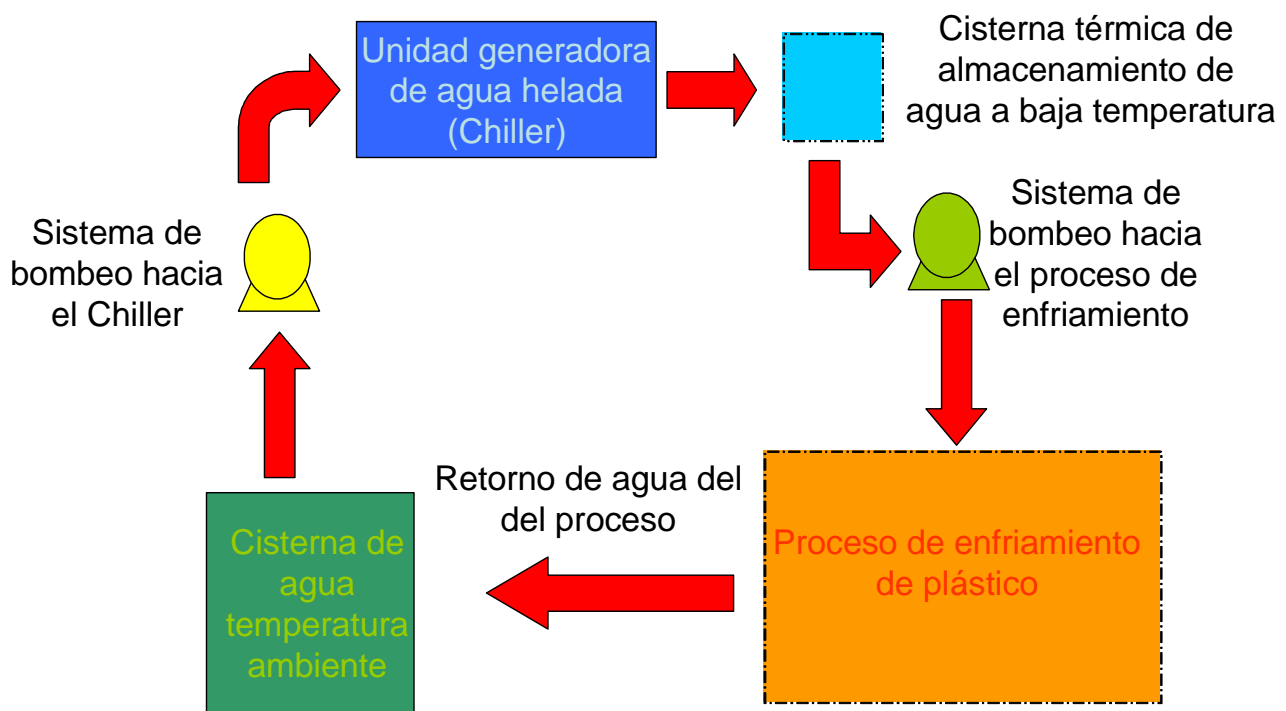 Unidad generadora
de agua helada
(Chiller)
Cisterna térmica de
almacenamiento de
agua a baja temperatura
Sistema de
bombeo hacia
el Chiller
Sistema de
bombeo hacia
el proceso de
enfriamiento
Retorno de agua del
del proceso
Cisterna de
agua
temperatura
ambiente
Proceso de enfriamiento
de plástico